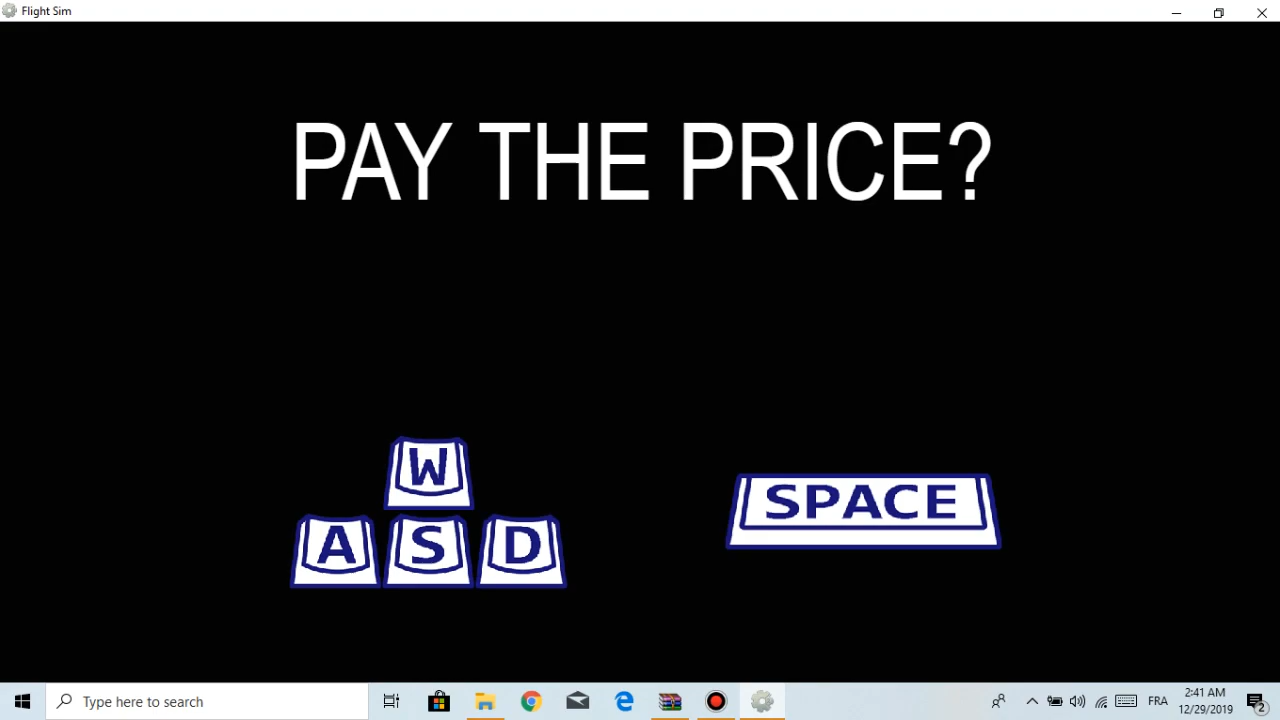 Flight Sim
PAY THE PRICE?
W
A S D
SPACE
Type here to search
FRA
2:41 AM
12/29/2019
2